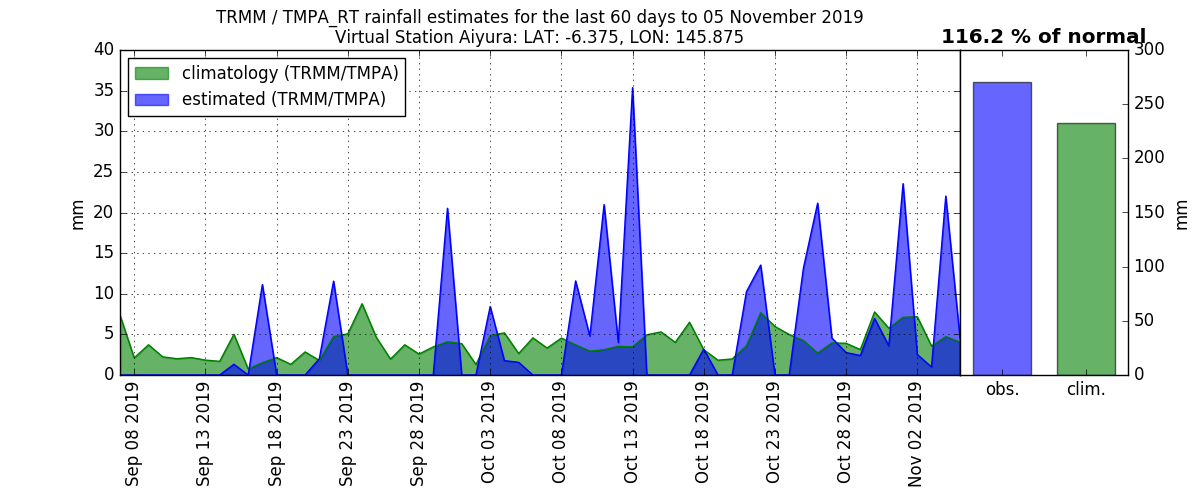 TRMM / TMPA_RT rainfall estimates for the last 60 days to 05 November 2019
Virtual Station Aiyura: LAT: -6.375, LON: 145.875
116.2 % of normal
climatology (TRMM/TMPA)
estimated (TRMM/TMPA)
40
35
30
25
20
15
10
5
0
mm
Sep 08 2019
Sep 13 2019
Sep 18 2019
Sep 23 2019
Sep 28 2019
Oct 03 2019
Oct 08 2019
Oct 13 2019
Oct 18 2019
Oct 23 2019
Oct 28 2019
Nov 02 2019
300
250
200
150
100
50
0
mm
obs.
clim.